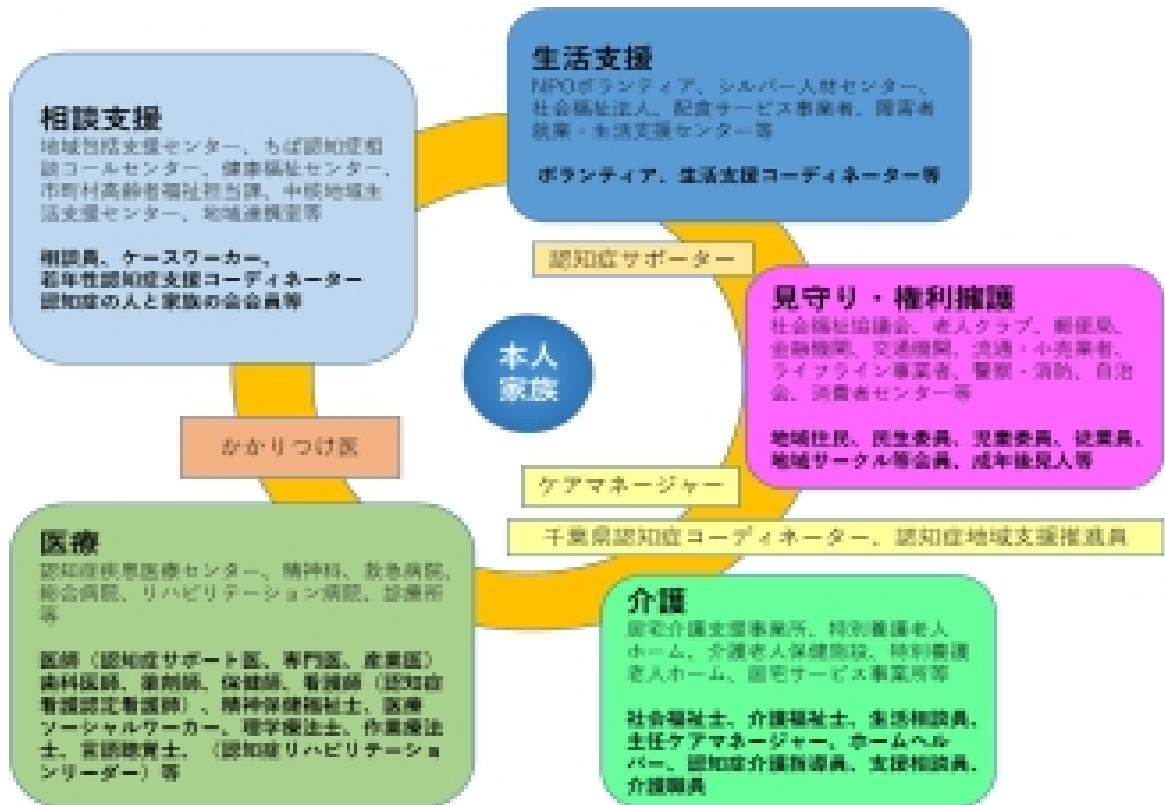 相談支援
地域包括支援センター、ちば認知症相
談コールセンター、健康福祉センター、
市町村高齢者福祉担当課、中核地域生
活支援センター、地域連携室等
相談員、ケースワーカー、
若年性認知症支援コーディネーター
認知症の人と家族の会会員等
生活支援
NPOボランティア、シルバー人材センター、
社会福祉法人、配食サービス事業者、障害者
就業・生活支援センター等
ボランティア、生活支援コーディネーター等
認知症サポーター
見守り・権利擁護
社会福祉協議会、老人クラブ、郵便局、
金融機関、交通機関、流通・小売業者、
ライフライン事業者、警察・消防、自治
会、消費者センター等
地域住民、民生委員、児童委員、従業員、
地域サークル等会員、成年後見人等
本人
家族
かかりつけ医
ケアマネージャー
千葉県認知症コーディネーター、認知症地域支援推進員
医療
認知症疾患医療センター、精神科、救急病院、
総合病院、リハビリテーション病院、診療所
等
医師（認知症サポート医、専門医、産業医）
歯科医師、薬剤師、保健師、看護師（認知症
看護認定看護師）、精神保健福祉士、医療
ソーシャルワーカー、理学療法士、作業療法
士、言語聴覚士、（認知症リハビリテーショ
ンリーダー）等
介護
居宅介護支援事業所、特別養護老人
ホーム、介護老人保健施設、特別養護
老人ホーム、居宅サービス事業所等
社会福祉士、介護福祉士、生活相談員、
主任ケアマネージャー、ホームヘル
パー、認知症介護指導員、支援相談員、
介護職員